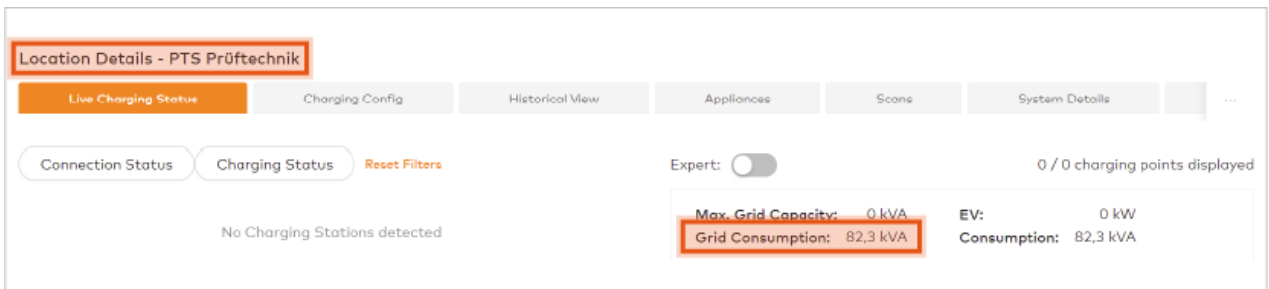 Location Details - PTS Prüftechnik
Live Charging Status Charging Config Historical View Appliances Scans System Details ...
Connection Status Charging Status Reset Filters Expert: 0 / 0 charging points displayed
Max. Grid Capacity: 0 kVA EV: 0 kW
No Charging Stations detected Grid Consumption: 82,3 kVA Consumption: 82,3 kVA